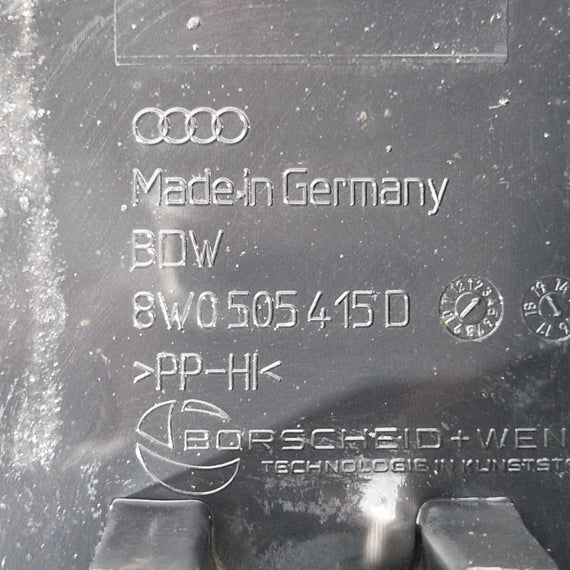 Made in Germany
BDW
8W0 505 415 D
>PP-HI<
BORSCHEID+WEN
TECHNOLOGIE IN KUNSTST